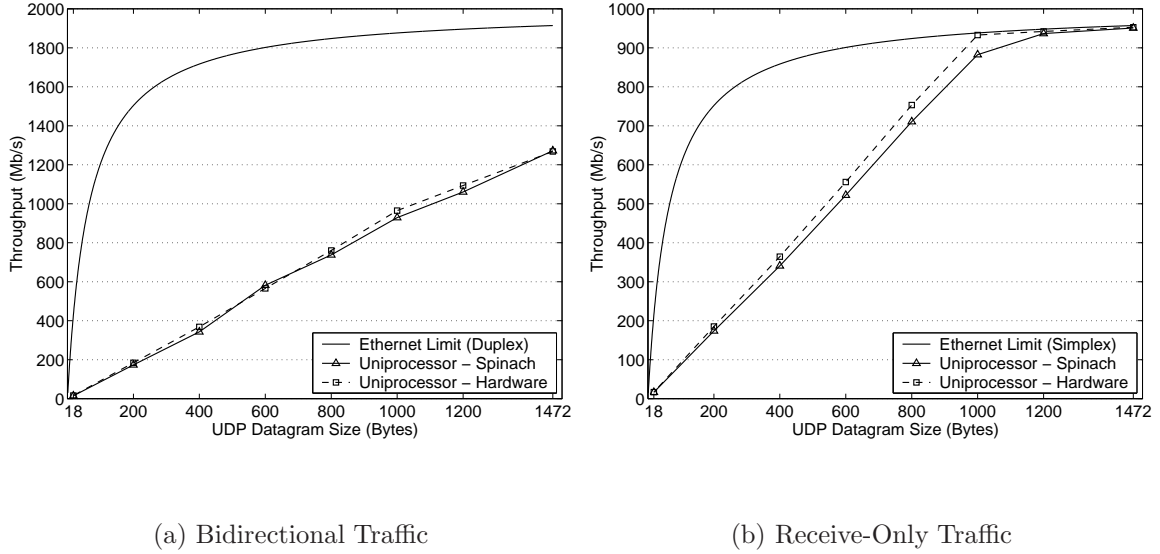 2000
1800
1600
1400
1200
1000
800
600
400
200
0
Throughput (Mb/s)
18 200 400 600 800 1000 1200 1472
UDP Datagram Size (Bytes)
Ethernet Limit (Duplex)
Uniprocessor – Spinach
Uniprocessor – Hardware
(a) Bidirectional Traffic
1000
900
800
700
600
500
400
300
200
100
0
Throughput (Mb/s)
18 200 400 600 800 1000 1200 1472
UDP Datagram Size (Bytes)
Ethernet Limit (Simplex)
Uniprocessor – Spinach
Uniprocessor – Hardware
(b) Receive-Only Traffic